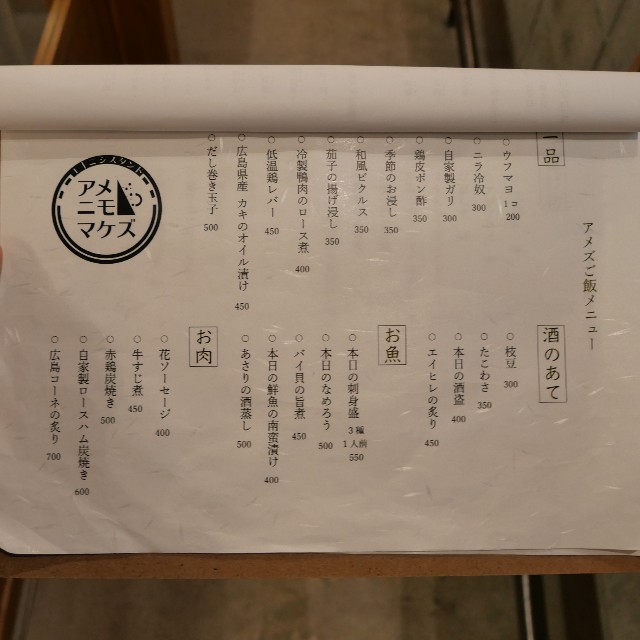 アメズご飯メニュー
一品
○ウフマヨ 1コ 200
○ニラ冷奴 300
○自家製ガリ 300
○鶏皮ポン酢 350
○季節のお浸し 350
○和風ピクルス 350
○茄子の揚げ浸し 350
○冷製鴨肉のロース煮 400
○低温鶏レバー 450
○広島県産 カキのオイル漬け 450
○だし巻き玉子 500
酒のあて
○枝豆 300
○たこわさ 350
○本日の酒盗 400
○エイヒレの炙り 450
お魚
○本日の刺身盛 3種 1人前 550
○本日のなめろう 500
○バイ貝の旨煮 450
○本日の鮮魚の南蛮漬け 400
○あさりの酒蒸し 500
お肉
○花ソーセージ 400
○牛すじ煮 450
○赤鶏炭焼き 500
○自家製ロースハム炭焼き 600
○広島コーネの炙り 700
アメ
ニモ
マケズ